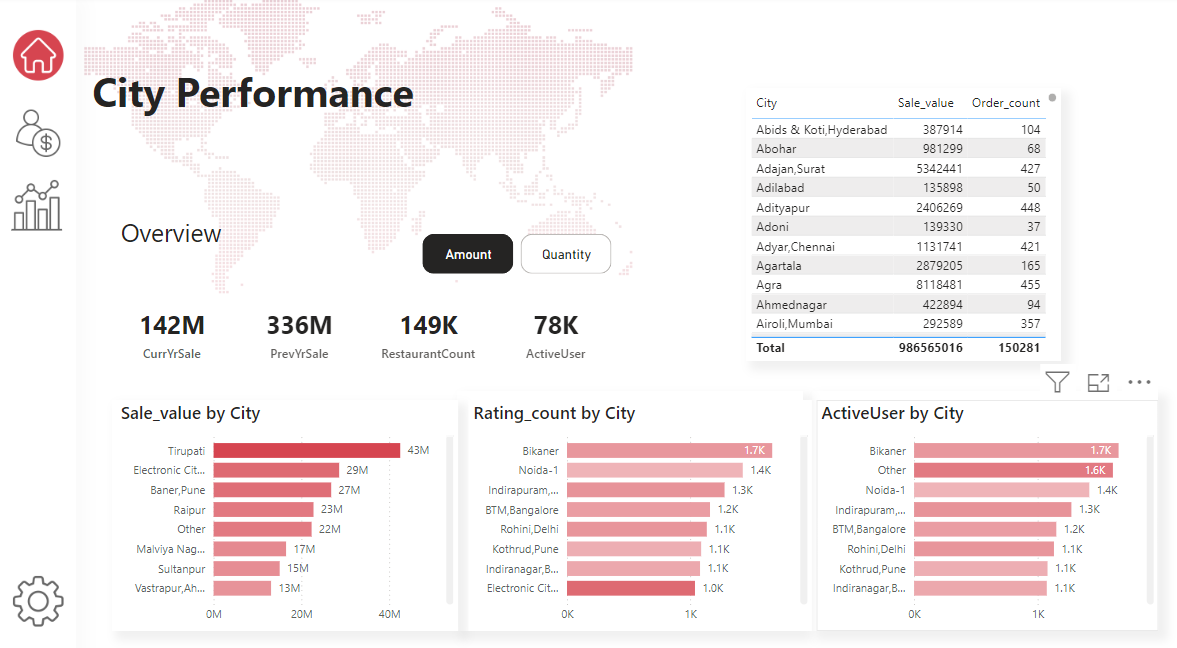 City Performance
Overview
Amount
Quantity
142M
CurrYrSale
336M
PrevYrSale
149K
RestaurantCount
78K
ActiveUser
City Sale_value Order_count
Abids & Koti,Hyderabad 387914 104
Abohar 981299 68
Adajan,Surat 5342441 427
Adilabad 135898 50
Adityapur 2406269 448
Adoni 139330 37
Adyar,Chennai 1131741 421
Agartala 2879205 165
Agra 8118481 455
Ahmednagar 422894 94
Airoli,Mumbai 292589 357
Total 986565016 150281
Sale_value by City
Tirupati 43M
Electronic Cit... 29M
Baner,Pune 27M
Raipur 23M
Other 22M
Malviya Nag... 17M
Sultanpur 15M
Vastrapur,Ah... 13M
0M 20M 40M
Rating_count by City
Bikaner 1.7K
Noida-1 1.4K
Indirapuram,... 1.3K
BTM,Bangalore 1.2K
Rohini,Delhi 1.1K
Kothrud,Pune 1.1K
Indiranagar,B... 1.1K
Electronic Cit... 1.0K
0K 1K
ActiveUser by City
Bikaner 1.7K
Other 1.6K
Noida-1 1.4K
Indirapuram,... 1.3K
BTM,Bangalore 1.2K
Rohini,Delhi 1.1K
Kothrud,Pune 1.1K
Indiranagar,B... 1.1K
0K 1K